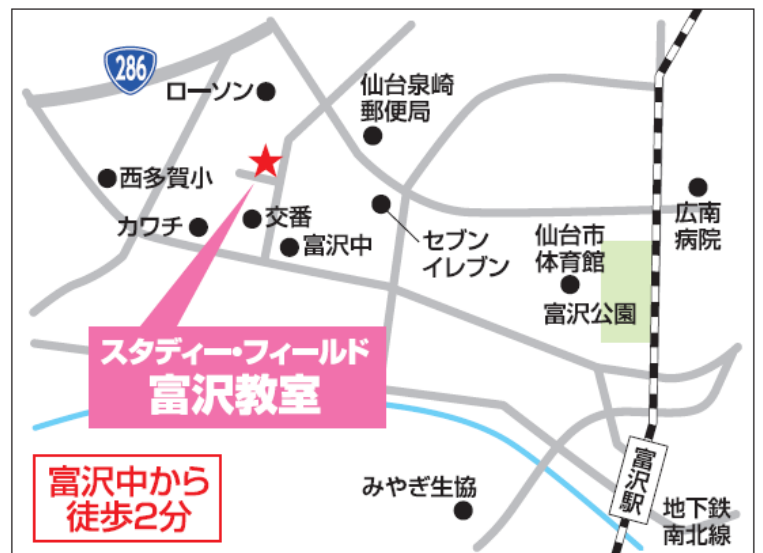 286
ローソン
仙台泉崎
郵便局
西多賀小
カワチ
交番
富沢中
セブン
イレブン
仙台市
体育館
富沢公園
広南
病院
スタディー・フィールド
富沢教室
富沢中から
徒歩2分
みやぎ生協
富沢駅
地下鉄
南北線